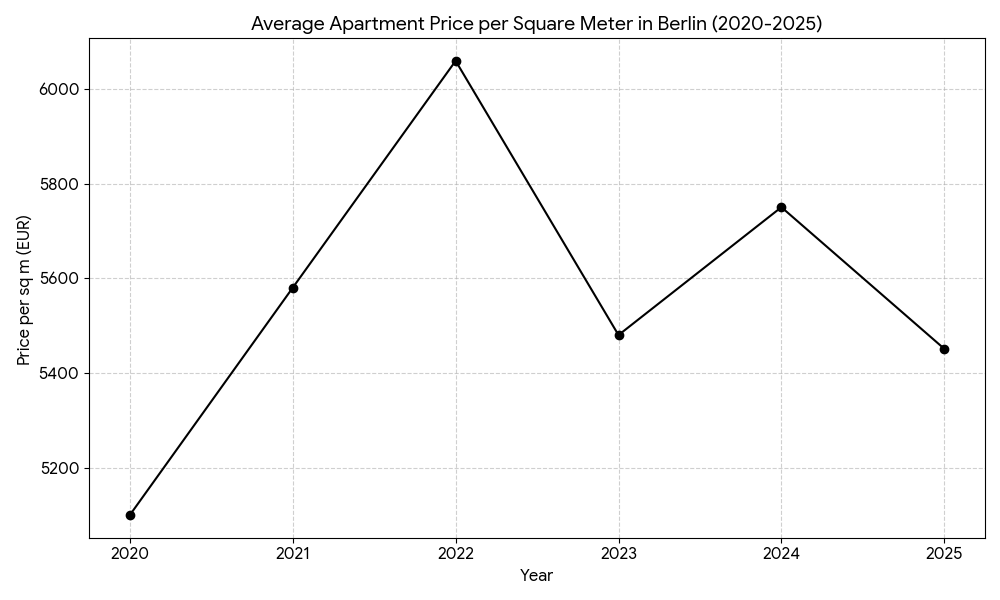 Average Apartment Price per Square Meter in Berlin (2020-2025)
Price per sq m (EUR)
6000
5800
5600
5400
5200
2020 2021 2022 2023 2024 2025
Year